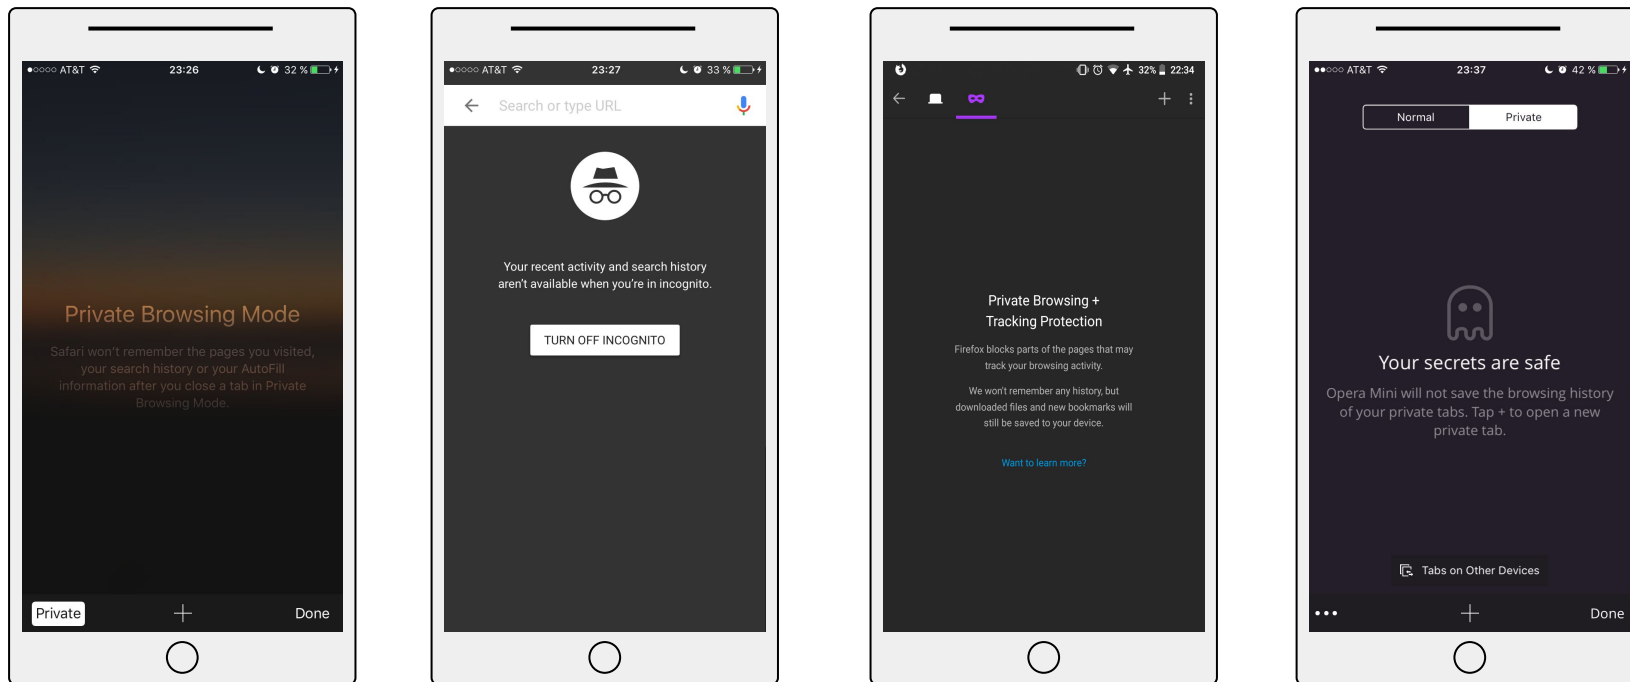 AT&T 23:26 32 %
Private Browsing Mode
Safari won't remember the pages you visited,
your search history or your AutoFill
information after you close a tab in Private
Browsing Mode.
Private Done
AT&T 23:27 33 %
Search or type URL
Your recent activity and search history
aren't available when you're in incognito.
TURN OFF INCOGNITO
32% 22:34
Private Browsing +
Tracking Protection
Firefox blocks parts of the pages that may
track your browsing activity.
We won't remember any history, but
downloaded files and new bookmarks will
still be saved to your device.
Want to learn more?
AT&T 23:37 42 %
Normal Private
Your secrets are safe
Opera Mini will not save the browsing history
of your private tabs. Tap + to open a new
private tab.
Tabs on Other Devices
Done